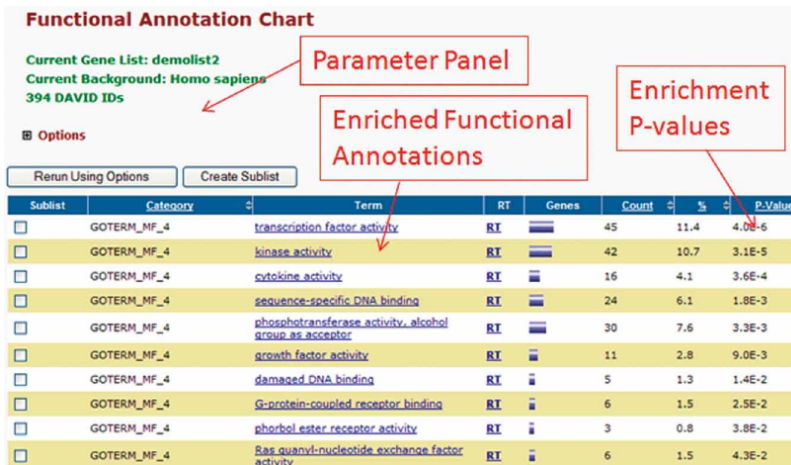 Functional Annotation Chart
Current Gene List: demolist2
Current Background: Homo sapiens
394 DAVID IDs
Parameter Panel
Options
Enriched Functional
Annotations
Enrichment
P-values
Rerun Using Options Create Sublist
Sublist Category Term RT Genes Count % P-Value
GOTERM_MF_4 transcription factor activity RT 45 11.4 4.0E-6
GOTERM_MF_4 kinase activity RT 42 10.7 3.1E-5
GOTERM_MF_4 cytokine activity RT 16 4.1 3.6E-4
GOTERM_MF_4 sequence-specific DNA binding RT 24 6.1 1.8E-3
GOTERM_MF_4 phosphotransferase activity, alcohol
group as acceptor RT 30 7.6 3.3E-3
GOTERM_MF_4 growth factor activity RT 11 2.8 9.0E-3
GOTERM_MF_4 damaged DNA binding RT 5 1.3 1.4E-2
GOTERM_MF_4 G-protein-coupled receptor binding RT 6 1.5 2.5E-2
GOTERM_MF_4 phorbol ester receptor activity RT 3 0.8 3.8E-2
GOTERM_MF_4 Ras guanyl-nucleotide exchange factor
activity RT 6 1.5 4.3E-2